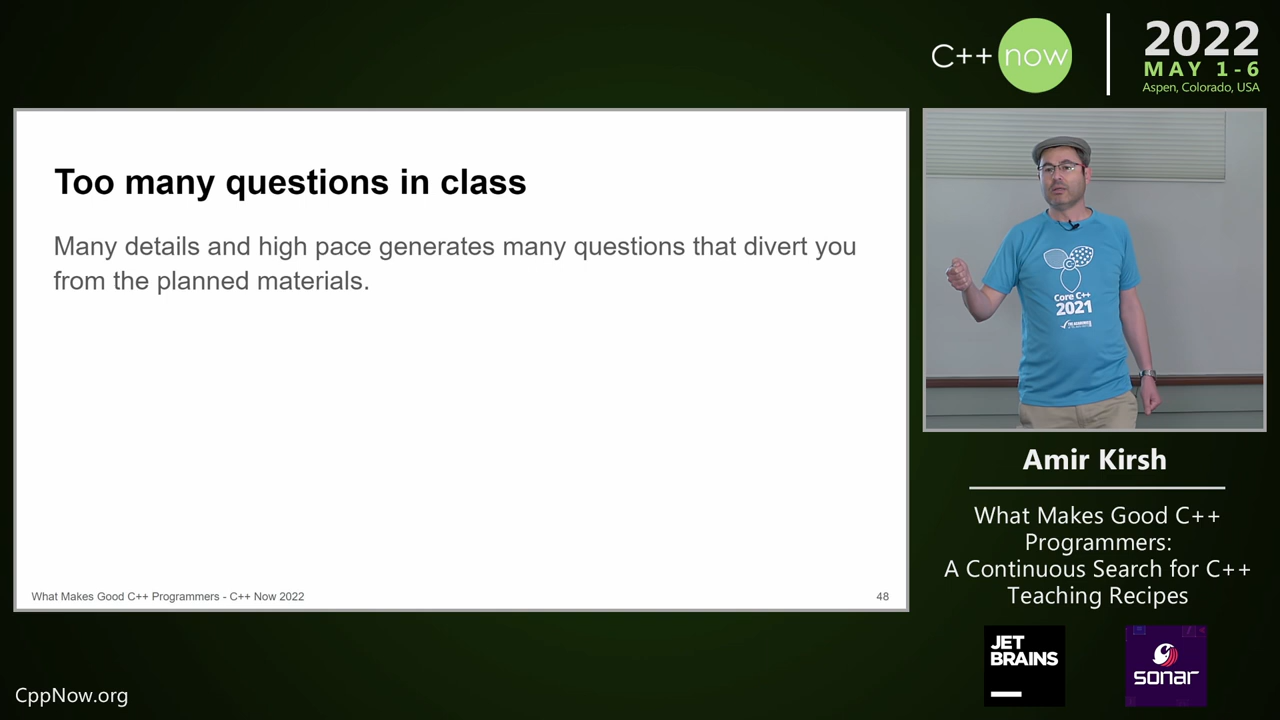 C++ now
2022
MAY 1-6
Aspen, Colorado, USA
Too many questions in class
Many details and high pace generates many questions that divert you
from the planned materials.
What Makes Good C++ Programmers - C++ Now 2022
48
C++
Core C++
2021
Amir Kirsh
What Makes Good C++
Programmers:
A Continuous Search for C++
Teaching Recipes
JET
BRAINS
sonar
CppNow.org